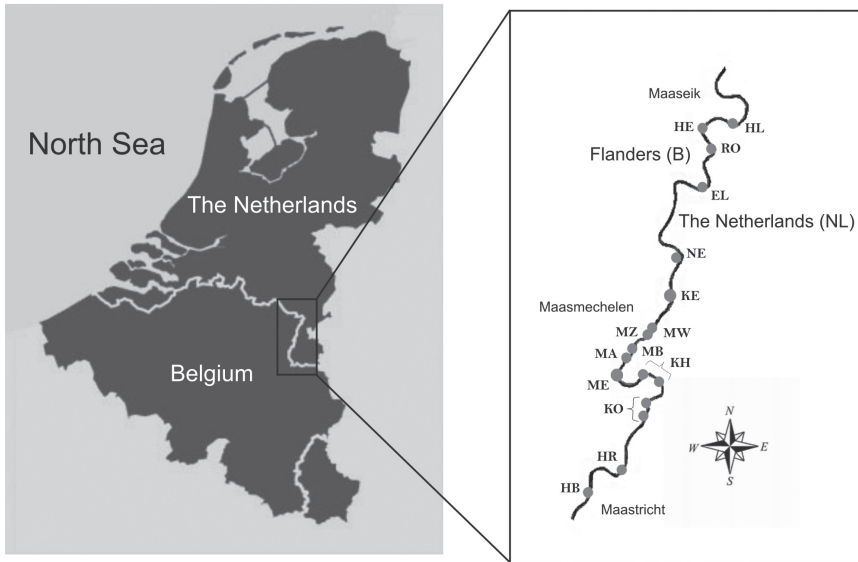 North Sea
The Netherlands
Belgium
Maaseik
HE
HL
RO
Flanders (B)
EL
The Netherlands (NL)
NE
KE
Maasmechelen
MZ
MW
MA
MB
KH
ME
KO
HR
HB
Maastricht
N
W
E
S